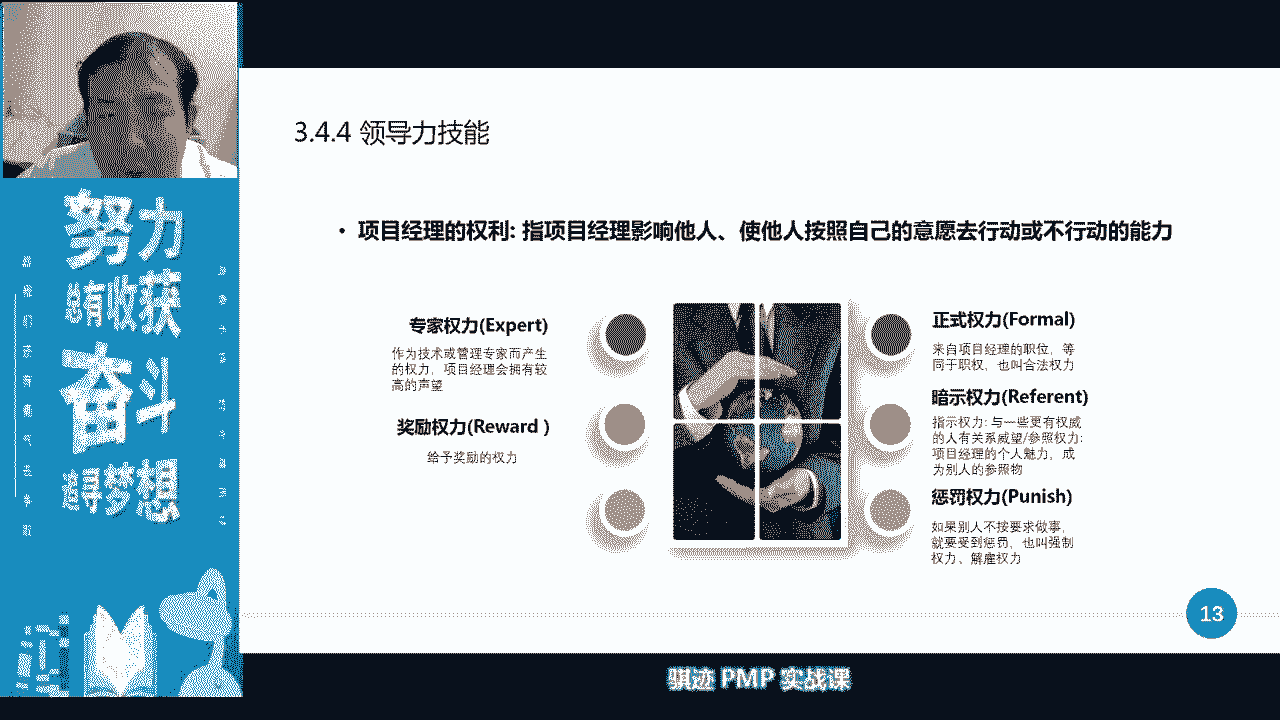 3.4.4 领导力技能
• 项目经理的权利: 指项目经理影响他人、使他人按照自己的意愿去行动或不行动的能力
专家权力(Expert)
作为技术或管理专家而产生
的权力，项目经理会拥有较
高的声望
奖励权力(Reward )
给予奖励的权力
正式权力(Formal)
来自项目经理的职位，等
同于职权，也叫合法权力
暗示权力(Referent)
指示权力: 与一些更有权威
的人有关系威望/参照权力:
项目经理的个人魅力，成
为别人的参照物
惩罚权力(Punish)
如果别人不按要求做事，
就要受到惩罚，也叫强制
权力、解雇权力
13
努力
总有收获
奋斗
追寻梦想
骐迹 PMP 实战课